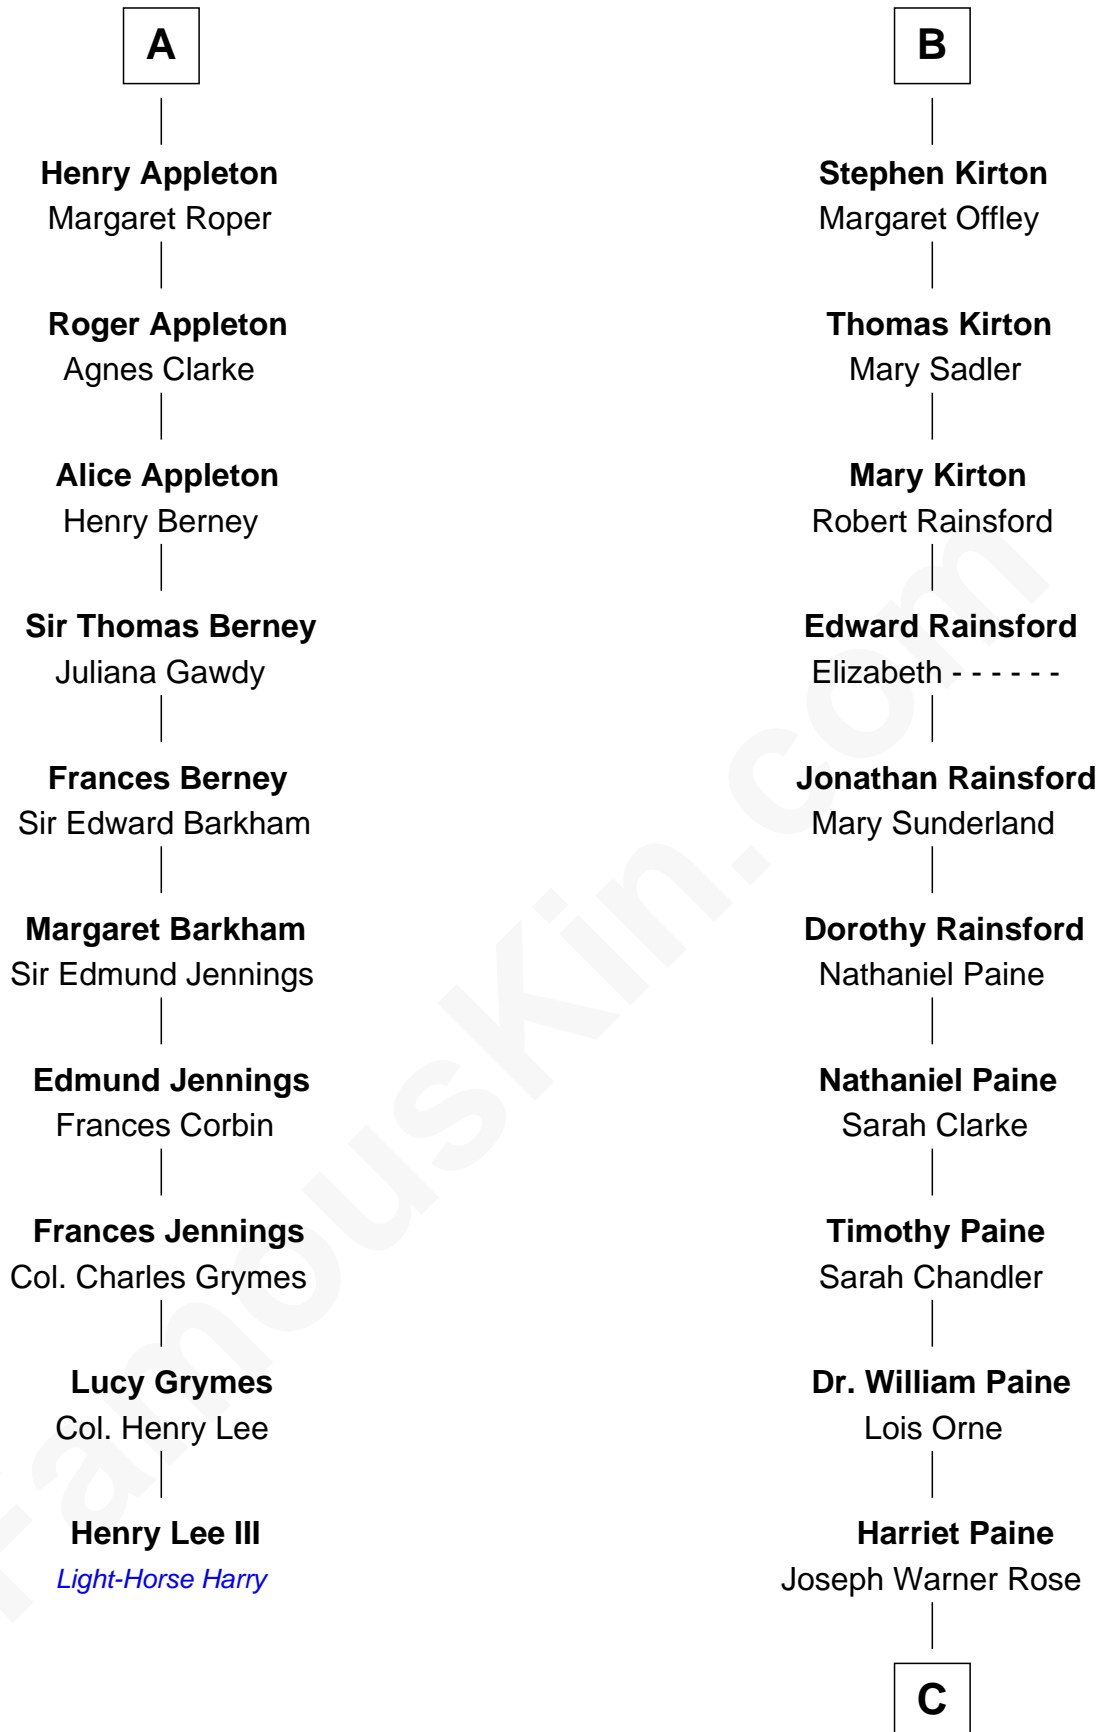 A
Henry Appleton
Margaret Roper
Roger Appleton
Agnes Clarke
Alice Appleton
Henry Berney
Sir Thomas Berney
Juliana Gawdy
Frances Berney
Sir Edward Barkham
Margaret Barkham
Sir Edmund Jennings
Edmund Jennings
Frances Corbin
Frances Jennings
Col. Charles Grymes
Lucy Grymes
Col. Henry Lee
Henry Lee III
Light-Horse Harry
B
Stephen Kirton
Margaret Offley
Thomas Kirton
Mary Sadler
Mary Kirton
Robert Rainsford
Edward Rainsford
Elizabeth - - - - - -
Jonathan Rainsford
Mary Sunderland
Dorothy Rainsford
Nathaniel Paine
Nathaniel Paine
Sarah Clarke
Timothy Paine
Sarah Chandler
Dr. William Paine
Lois Orne
Harriet Paine
Joseph Warner Rose
C
FamousKin.com